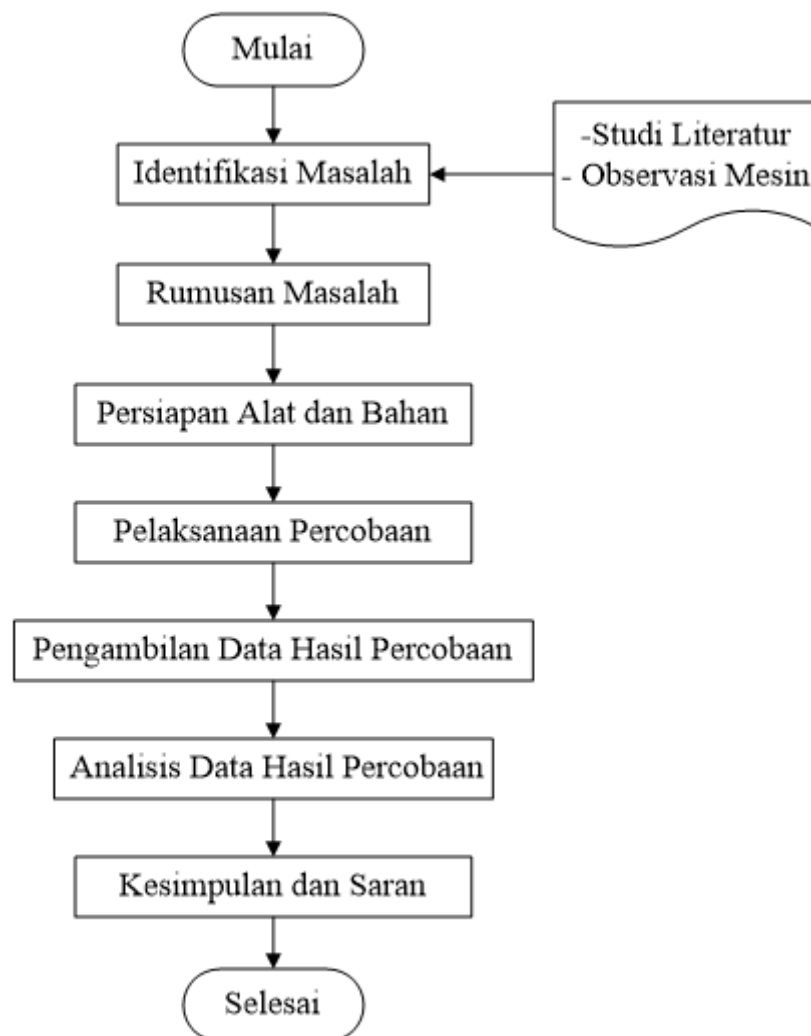 Mulai
-Studi Literatur
- Observasi Mesin
Identifikasi Masalah
Rumusan Masalah
Persiapan Alat dan Bahan
Pelaksanaan Percobaan
Pengambilan Data Hasil Percobaan
Analisis Data Hasil Percobaan
Kesimpulan dan Saran
Selesai